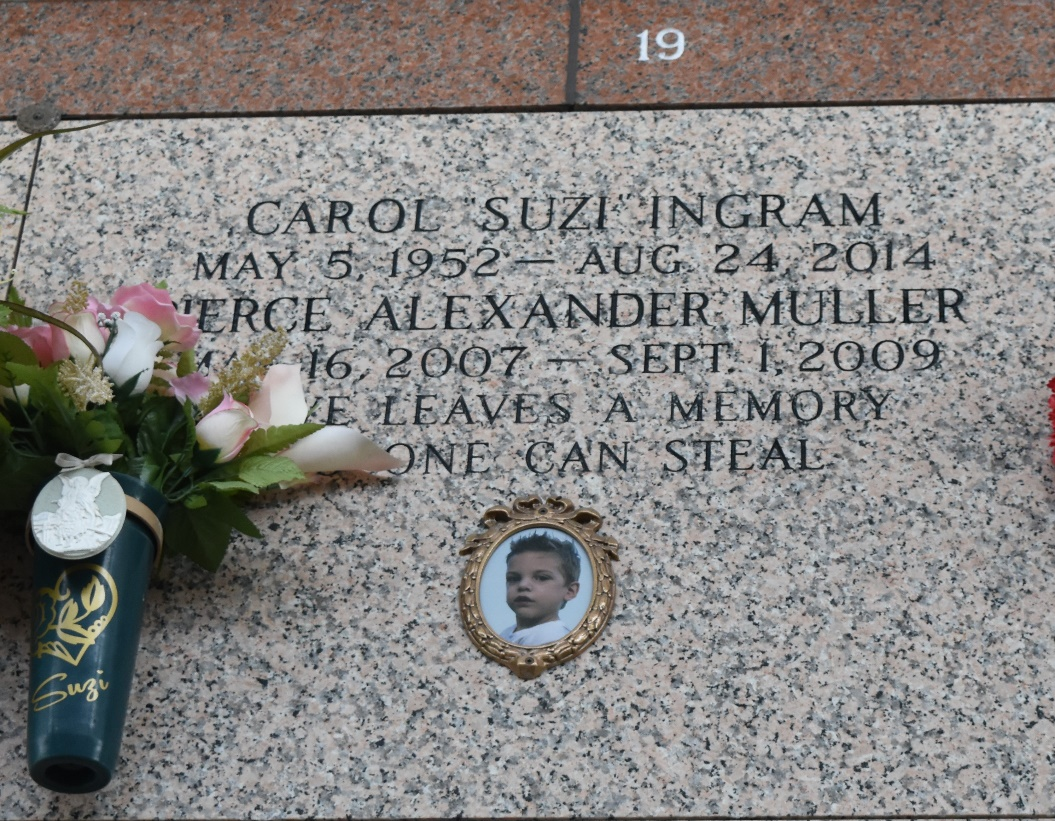 19
CAROL "SUZI" INGRAM
MAY 5, 1952 — AUG. 24, 2014
ALEXANDER MULLER
16, 2007 — SEPT. 1, 2009
LEAVES A MEMORY
ONE CAN STEAL
Suzi